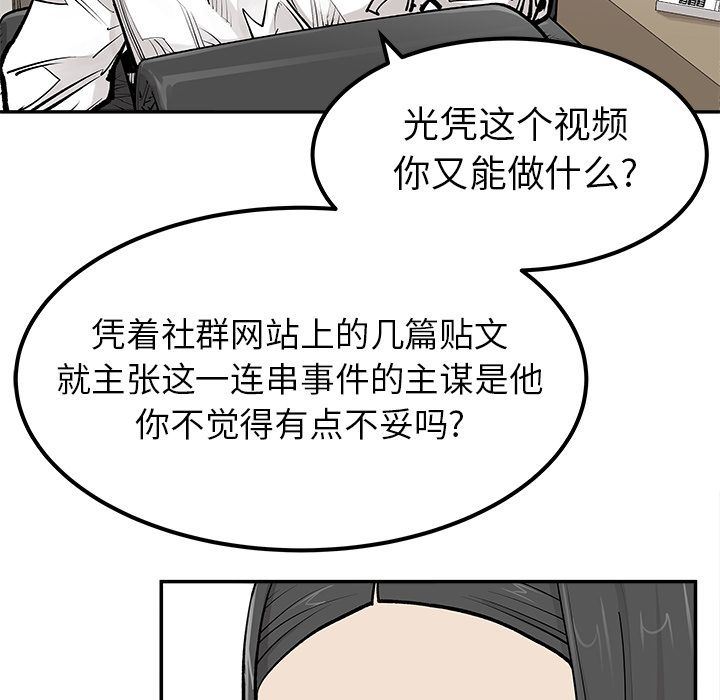 光凭这个视频
你又能做什么?
凭着社群网站上的几篇贴文
就主张这一连串事件的主谋是他
你不觉得有点不妥吗?